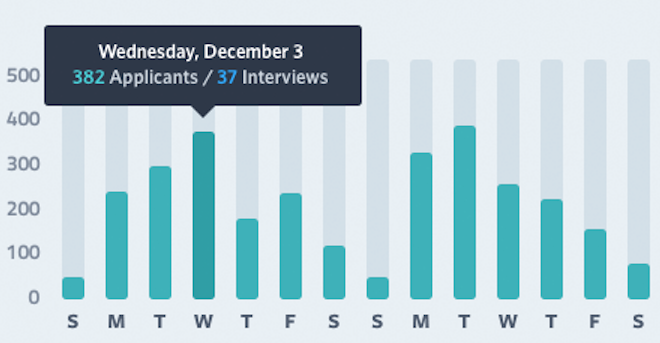 Wednesday, December 3
382 Applicants / 37 Interviews
500
400
300
200
100
0
S M T W T F S S M T W T F S